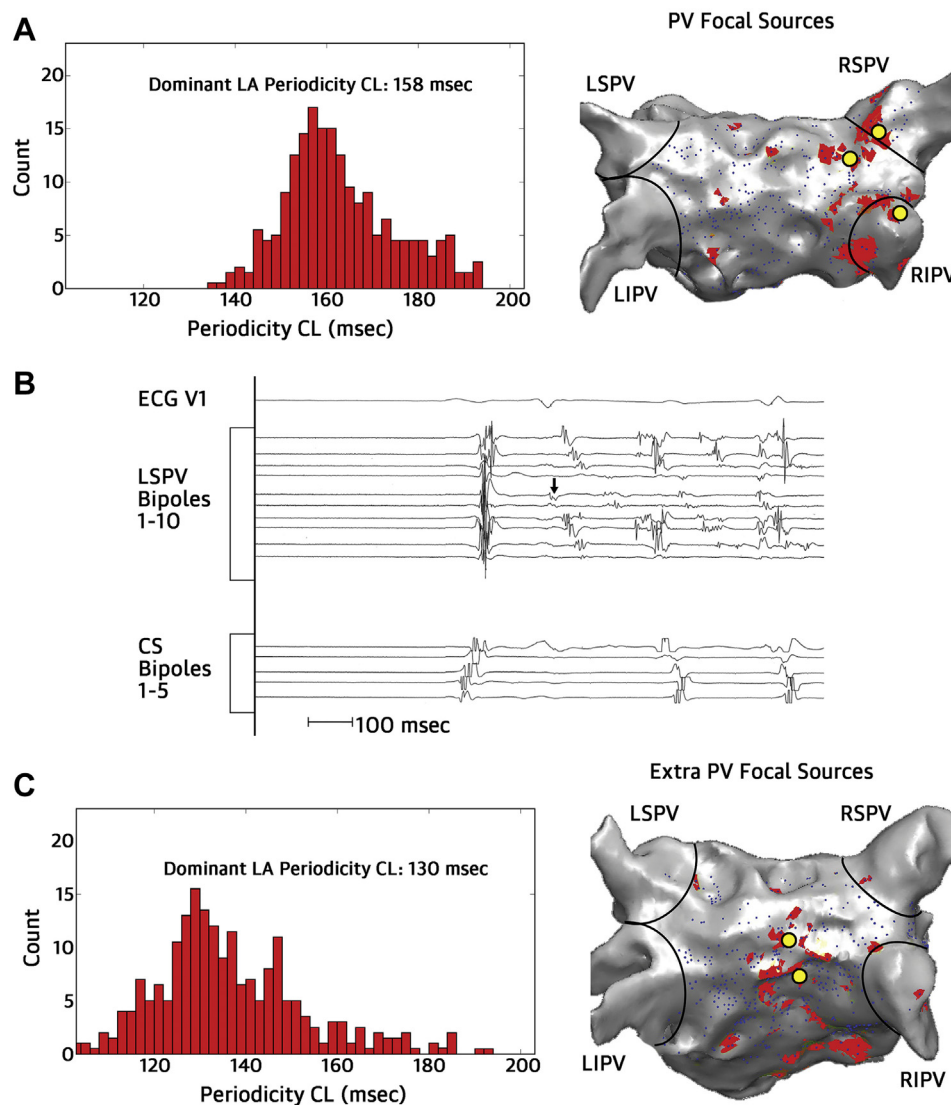 A
PV Focal Sources
Dominant LA Periodicity CL: 158 msec
Count
20
15
10
5
0
120 140 160 180 200
Periodicity CL (msec)
LSPV
RSPV
LIPV
RIPV
B
ECG V1
LSPV
Bipoles
1-10
CS
Bipoles
1-5
100 msec
C
Extra PV Focal Sources
Dominant LA Periodicity CL: 130 msec
Count
20
15
10
5
0
120 140 160 180 200
Periodicity CL (msec)
LSPV
RSPV
LIPV
RIPV